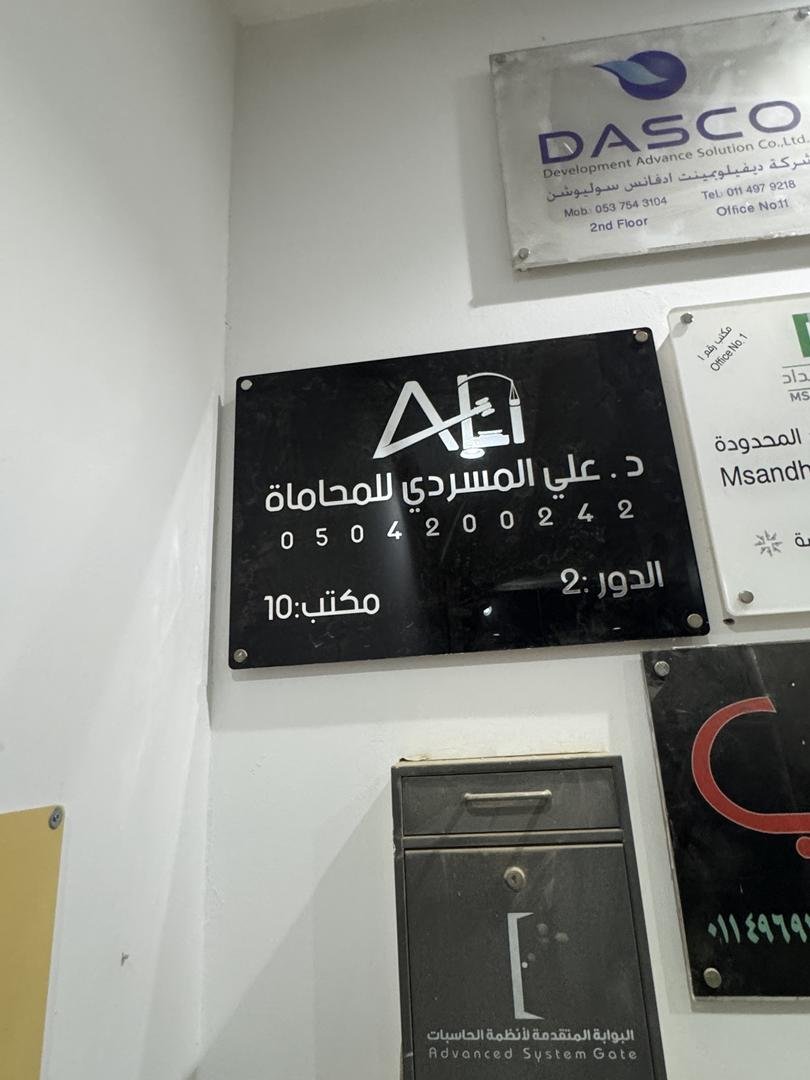 DASCO
Development Advance Solution Co.,Ltd.
شركة ديفيلوبمينت ادفانس سوليوشن
Mob: 053 754 3104
Tel: 011 497 9218
2nd Floor
Office No:11
مكتب رقم ١
Office No. 1
المحدودة
ALI
د. علي المسردي للمحاماة
0504200242
الدور:2
مكتب:10
البوابة المتقدمة لأنظمة الحاسبات
Advanced System Gate